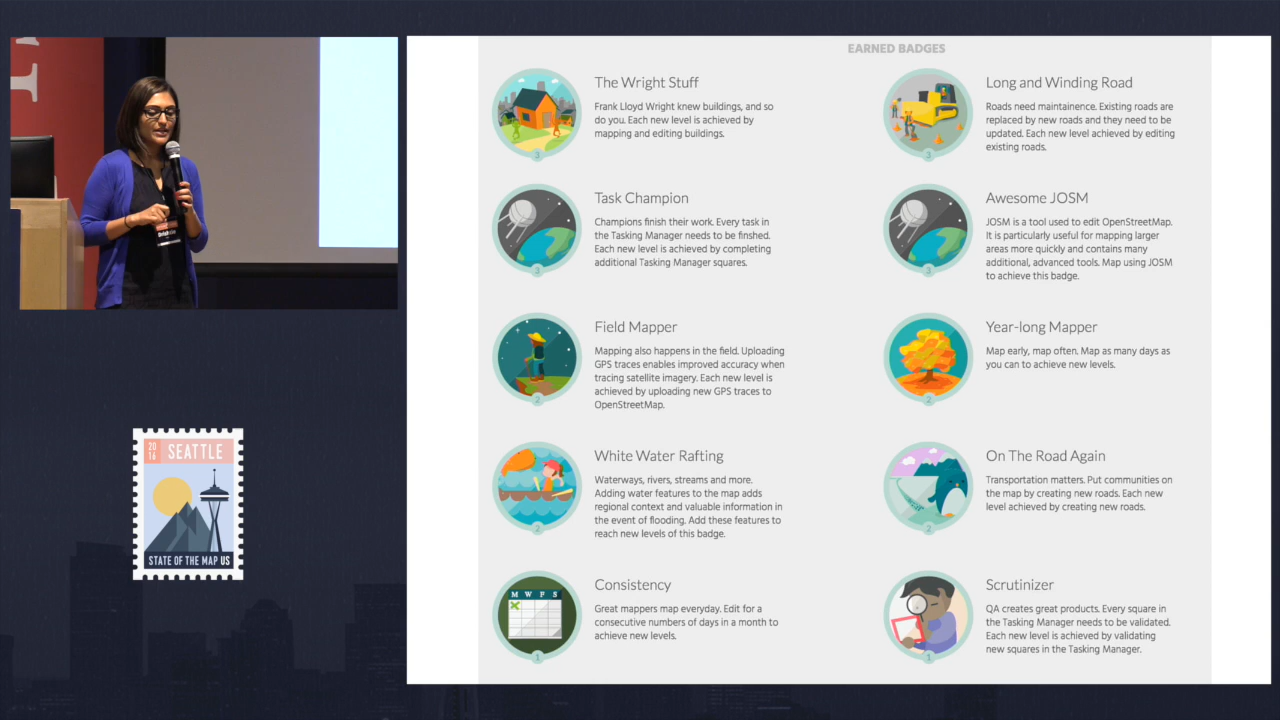 EARNED BADGES
The Wright Stuff
Frank Lloyd Wright knew buildings, and so
do you. Each new level is achieved by
mapping and editing buildings.
3
Long and Winding Road
Roads need maintainence. Existing roads are
replaced by new roads and they need to be
updated. Each new level achieved by editing
existing roads.
3
Task Champion
Champions finish their work. Every task in
the Tasking Manager needs to be finshed.
Each new level is achieved by completing
additional Tasking Manager squares.
3
Awesome JOSM
JOSM is a tool used to edit OpenStreetMap.
It is particularly useful for mapping larger
areas more quickly and contains many
additional, advanced tools. Map using JOSM
to achieve this badge.
3
Field Mapper
Mapping also happens in the field. Uploading
GPS traces enables improved accuracy when
tracing satellite imagery. Each new level is
achieved by uploading new GPS traces to
OpenStreetMap.
2
Year-long Mapper
Map early, map often. Map as many days as
you can to achieve new levels.
2
White Water Rafting
Waterways, rivers, streams and more.
Adding water features to the map adds
regional context and valuable information in
the event of flooding. Add these features to
reach new levels of this badge.
2
On The Road Again
Transportation matters. Put communities on
the map by creating new roads. Each new
level achieved by creating new roads.
2
Consistency
Great mappers map everyday. Edit for a
consecutive numbers of days in a month to
achieve new levels.
M W F S
1
Scrutinizer
QA creates great products. Every square in
the Tasking Manager needs to be validated.
Each new level is achieved by validating
new squares in the Tasking Manager.
1
2016 SEATTLE
STATE OF THE MAP US